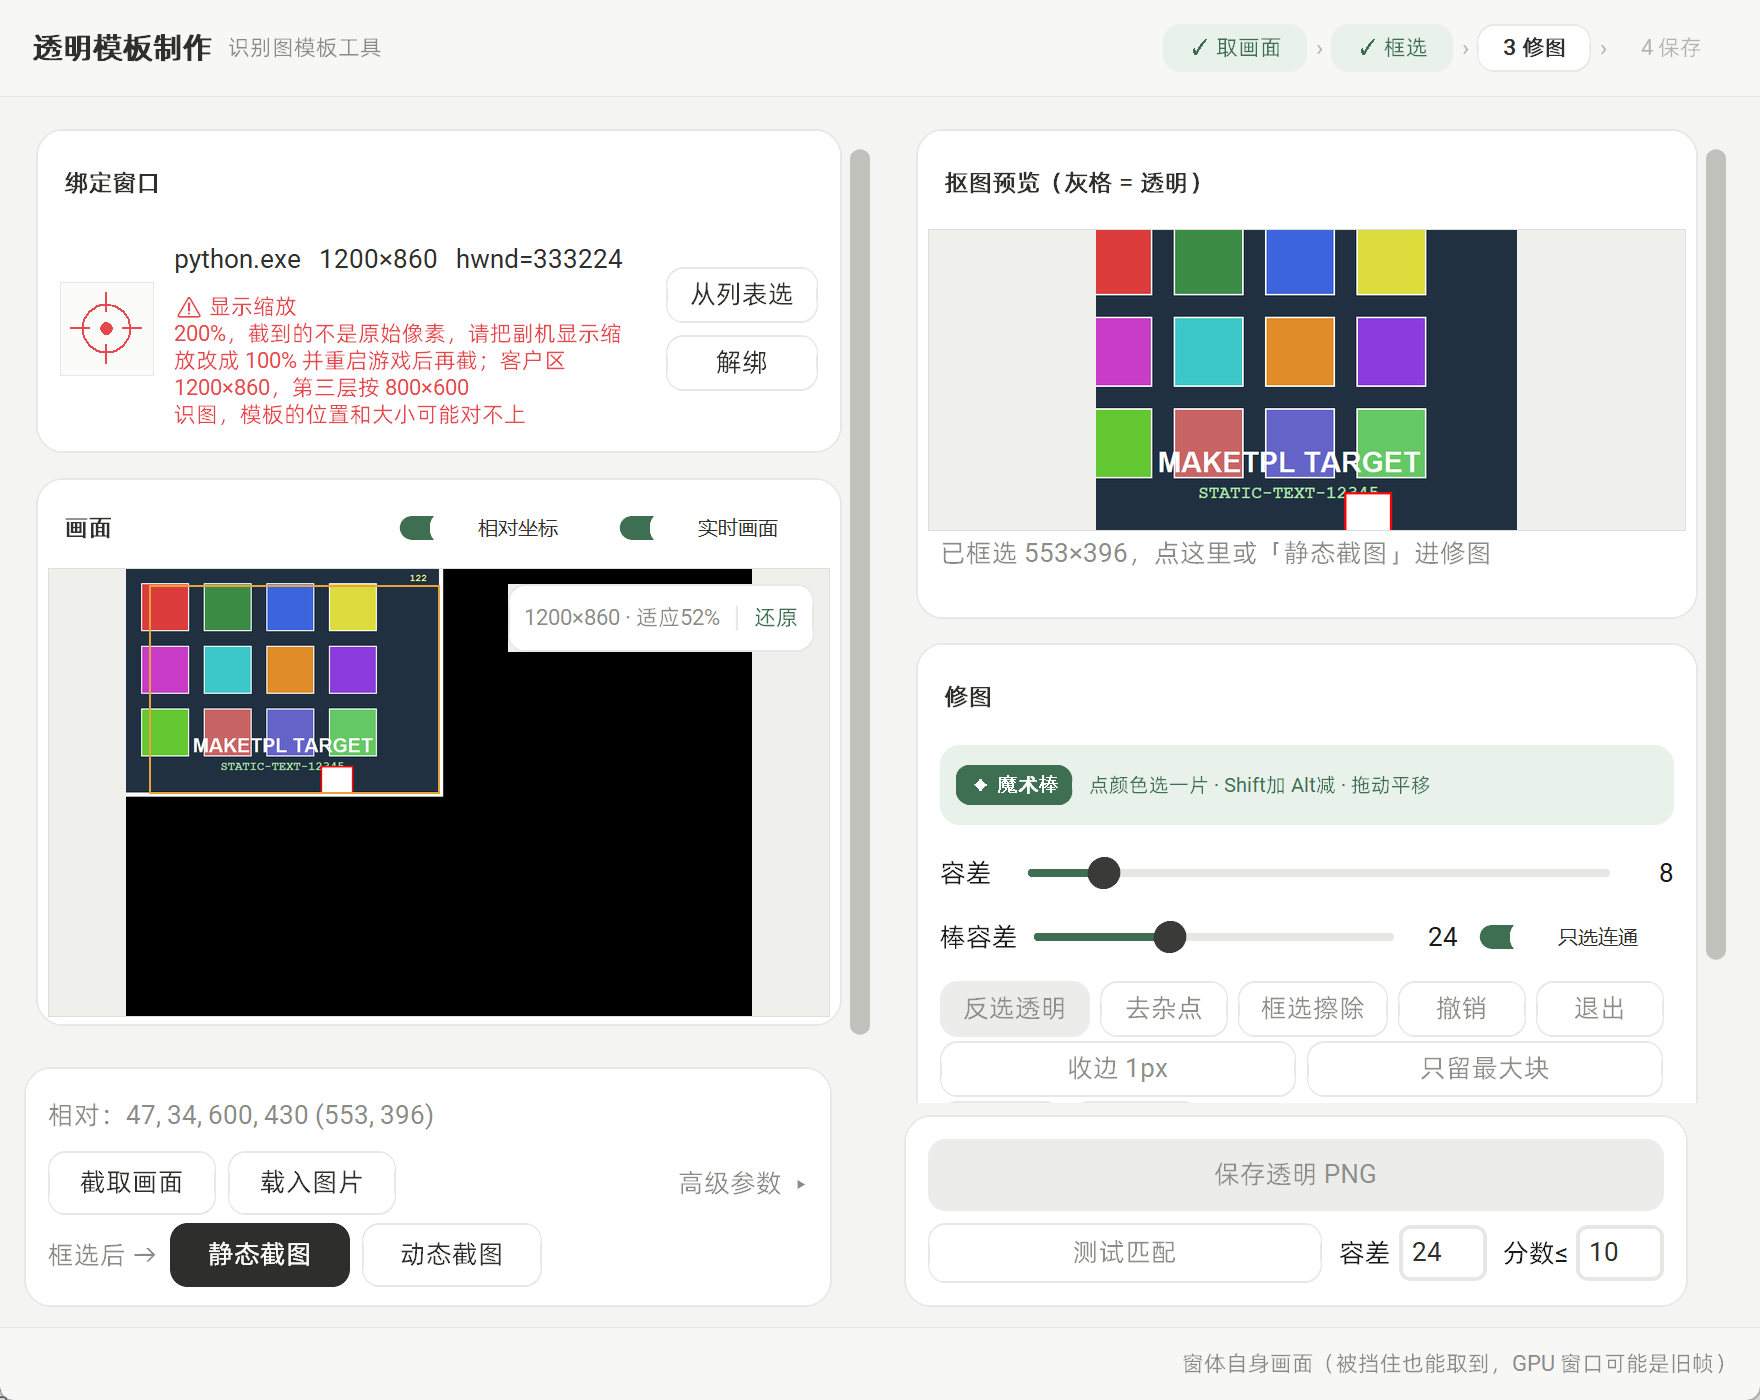 透明模板制作 识别图模板工具
✓ 取画面 › ✓ 框选 › 3 修图 › 4 保存
绑定窗口
python.exe 1200×860 hwnd=333224
⚠ 显示缩放
200%，截到的不是原始像素，请把副机显示缩
放改成 100% 并重启游戏后再截；客户区
1200×860，第三层按 800×600
识图，模板的位置和大小可能对不上
从列表选
解绑
画面
相对坐标
实时画面
122
1200×860 · 适应52%
还原
MAKETPL TARGET
STATIC-TEXT-12345
相对：47, 34, 600, 430 (553, 396)
截取画面
载入图片
高级参数 ▸
框选后 →
静态截图
动态截图
抠图预览（灰格 = 透明）
MAKETPL TARGET
STATIC-TEXT-12345
已框选 553×396，点这里或「静态截图」进修图
修图
✦ 魔术棒
点颜色选一片 · Shift加 Alt减 · 拖动平移
容差 8
棒容差 24
只选连通
反选透明
去杂点
框选擦除
撤销
退出
收边 1px
只留最大块
保存透明 PNG
测试匹配
容差 24
分数≤ 10
窗体自身画面（被挡住也能取到，GPU 窗口可能是旧帧）